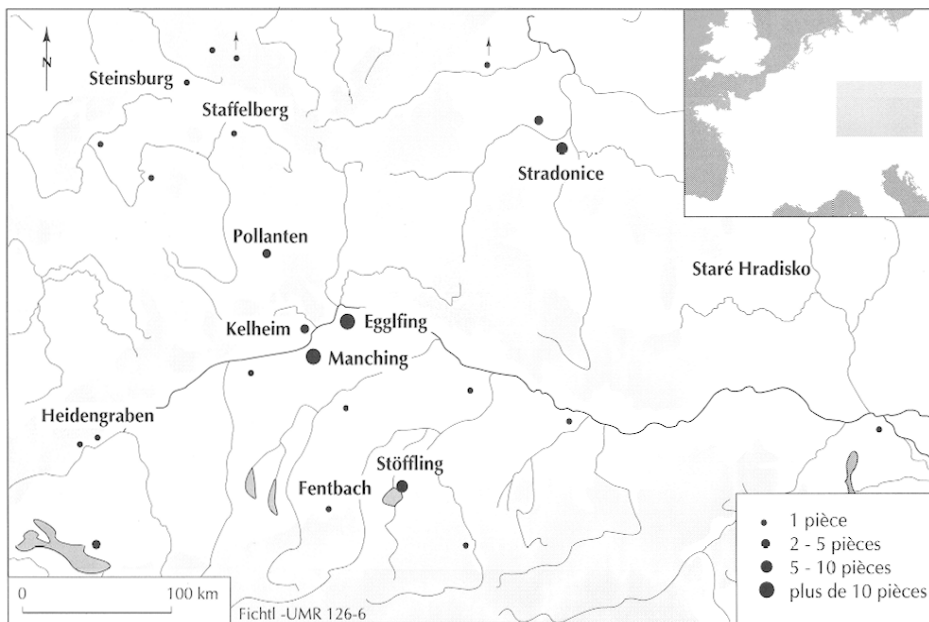 N
Steinsburg
Staffelberg
Stradonice
Pollanten
Staré Hradisko
Kelheim
Egglfing
Manching
Heidengraben
Stöffling
Fentbach
1 pièce
2 - 5 pièces
5 - 10 pièces
plus de 10 pièces
0 100 km
Fichtl -UMR 126-6